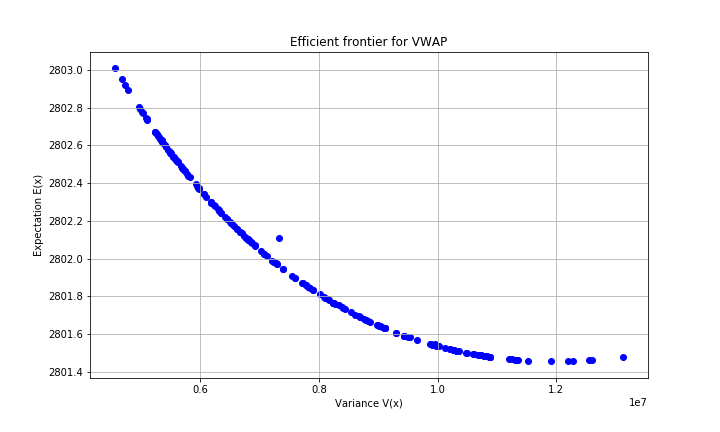 Efficient frontier for VWAP
Expectation E(x)
2803.0
2802.8
2802.6
2802.4
2802.2
2802.0
2801.8
2801.6
2801.4
0.6 0.8 1.0 1.2
1e7
Variance V(x)